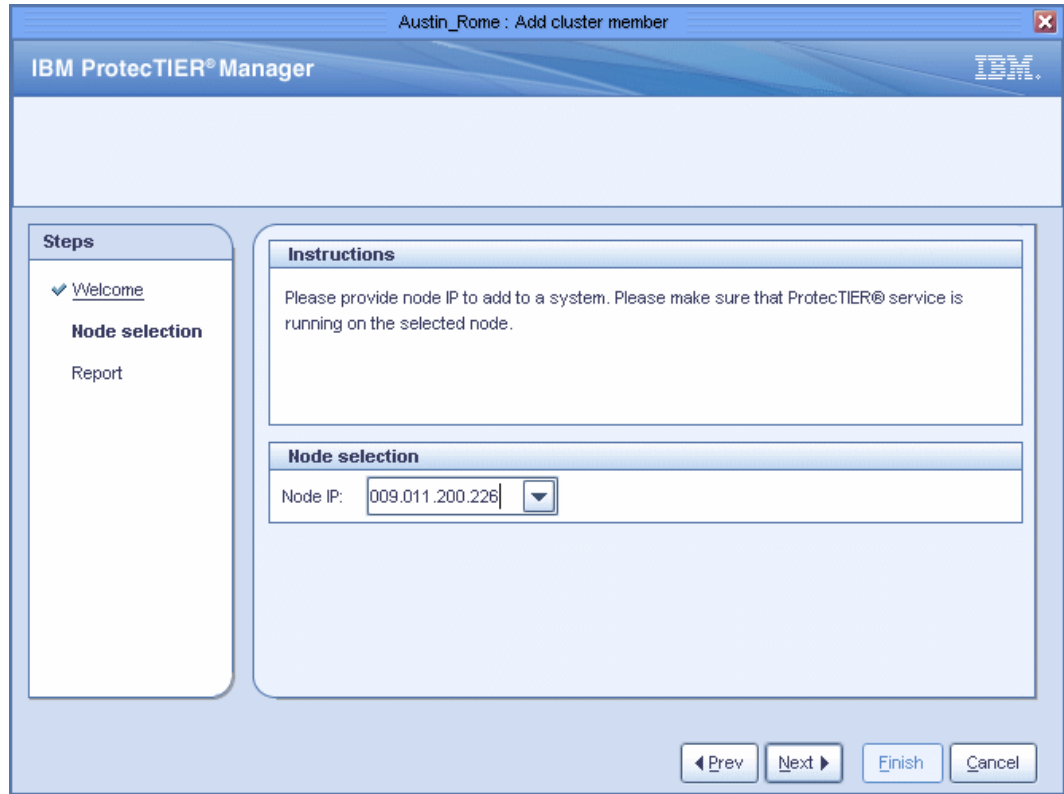 Austin_Rome : Add cluster member
IBM ProtecTIER® Manager
IBM.
Steps
Welcome
Node selection
Report
Instructions
Please provide node IP to add to a system. Please make sure that ProtecTIER® service is
running on the selected node.
Node selection
Node IP: 009.011.200.226
Prev Next Finish Cancel